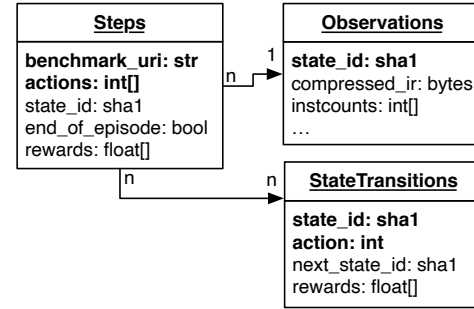 Steps
benchmark_uri: str
actions: int[]
state_id: sha1
end_of_episode: bool
rewards: float[]
n
1
Observations
state_id: sha1
compressed_ir: bytes
instcounts: int[]
...
n
n
StateTransitions
state_id: sha1
action: int
next_state_id: sha1
rewards: float[]